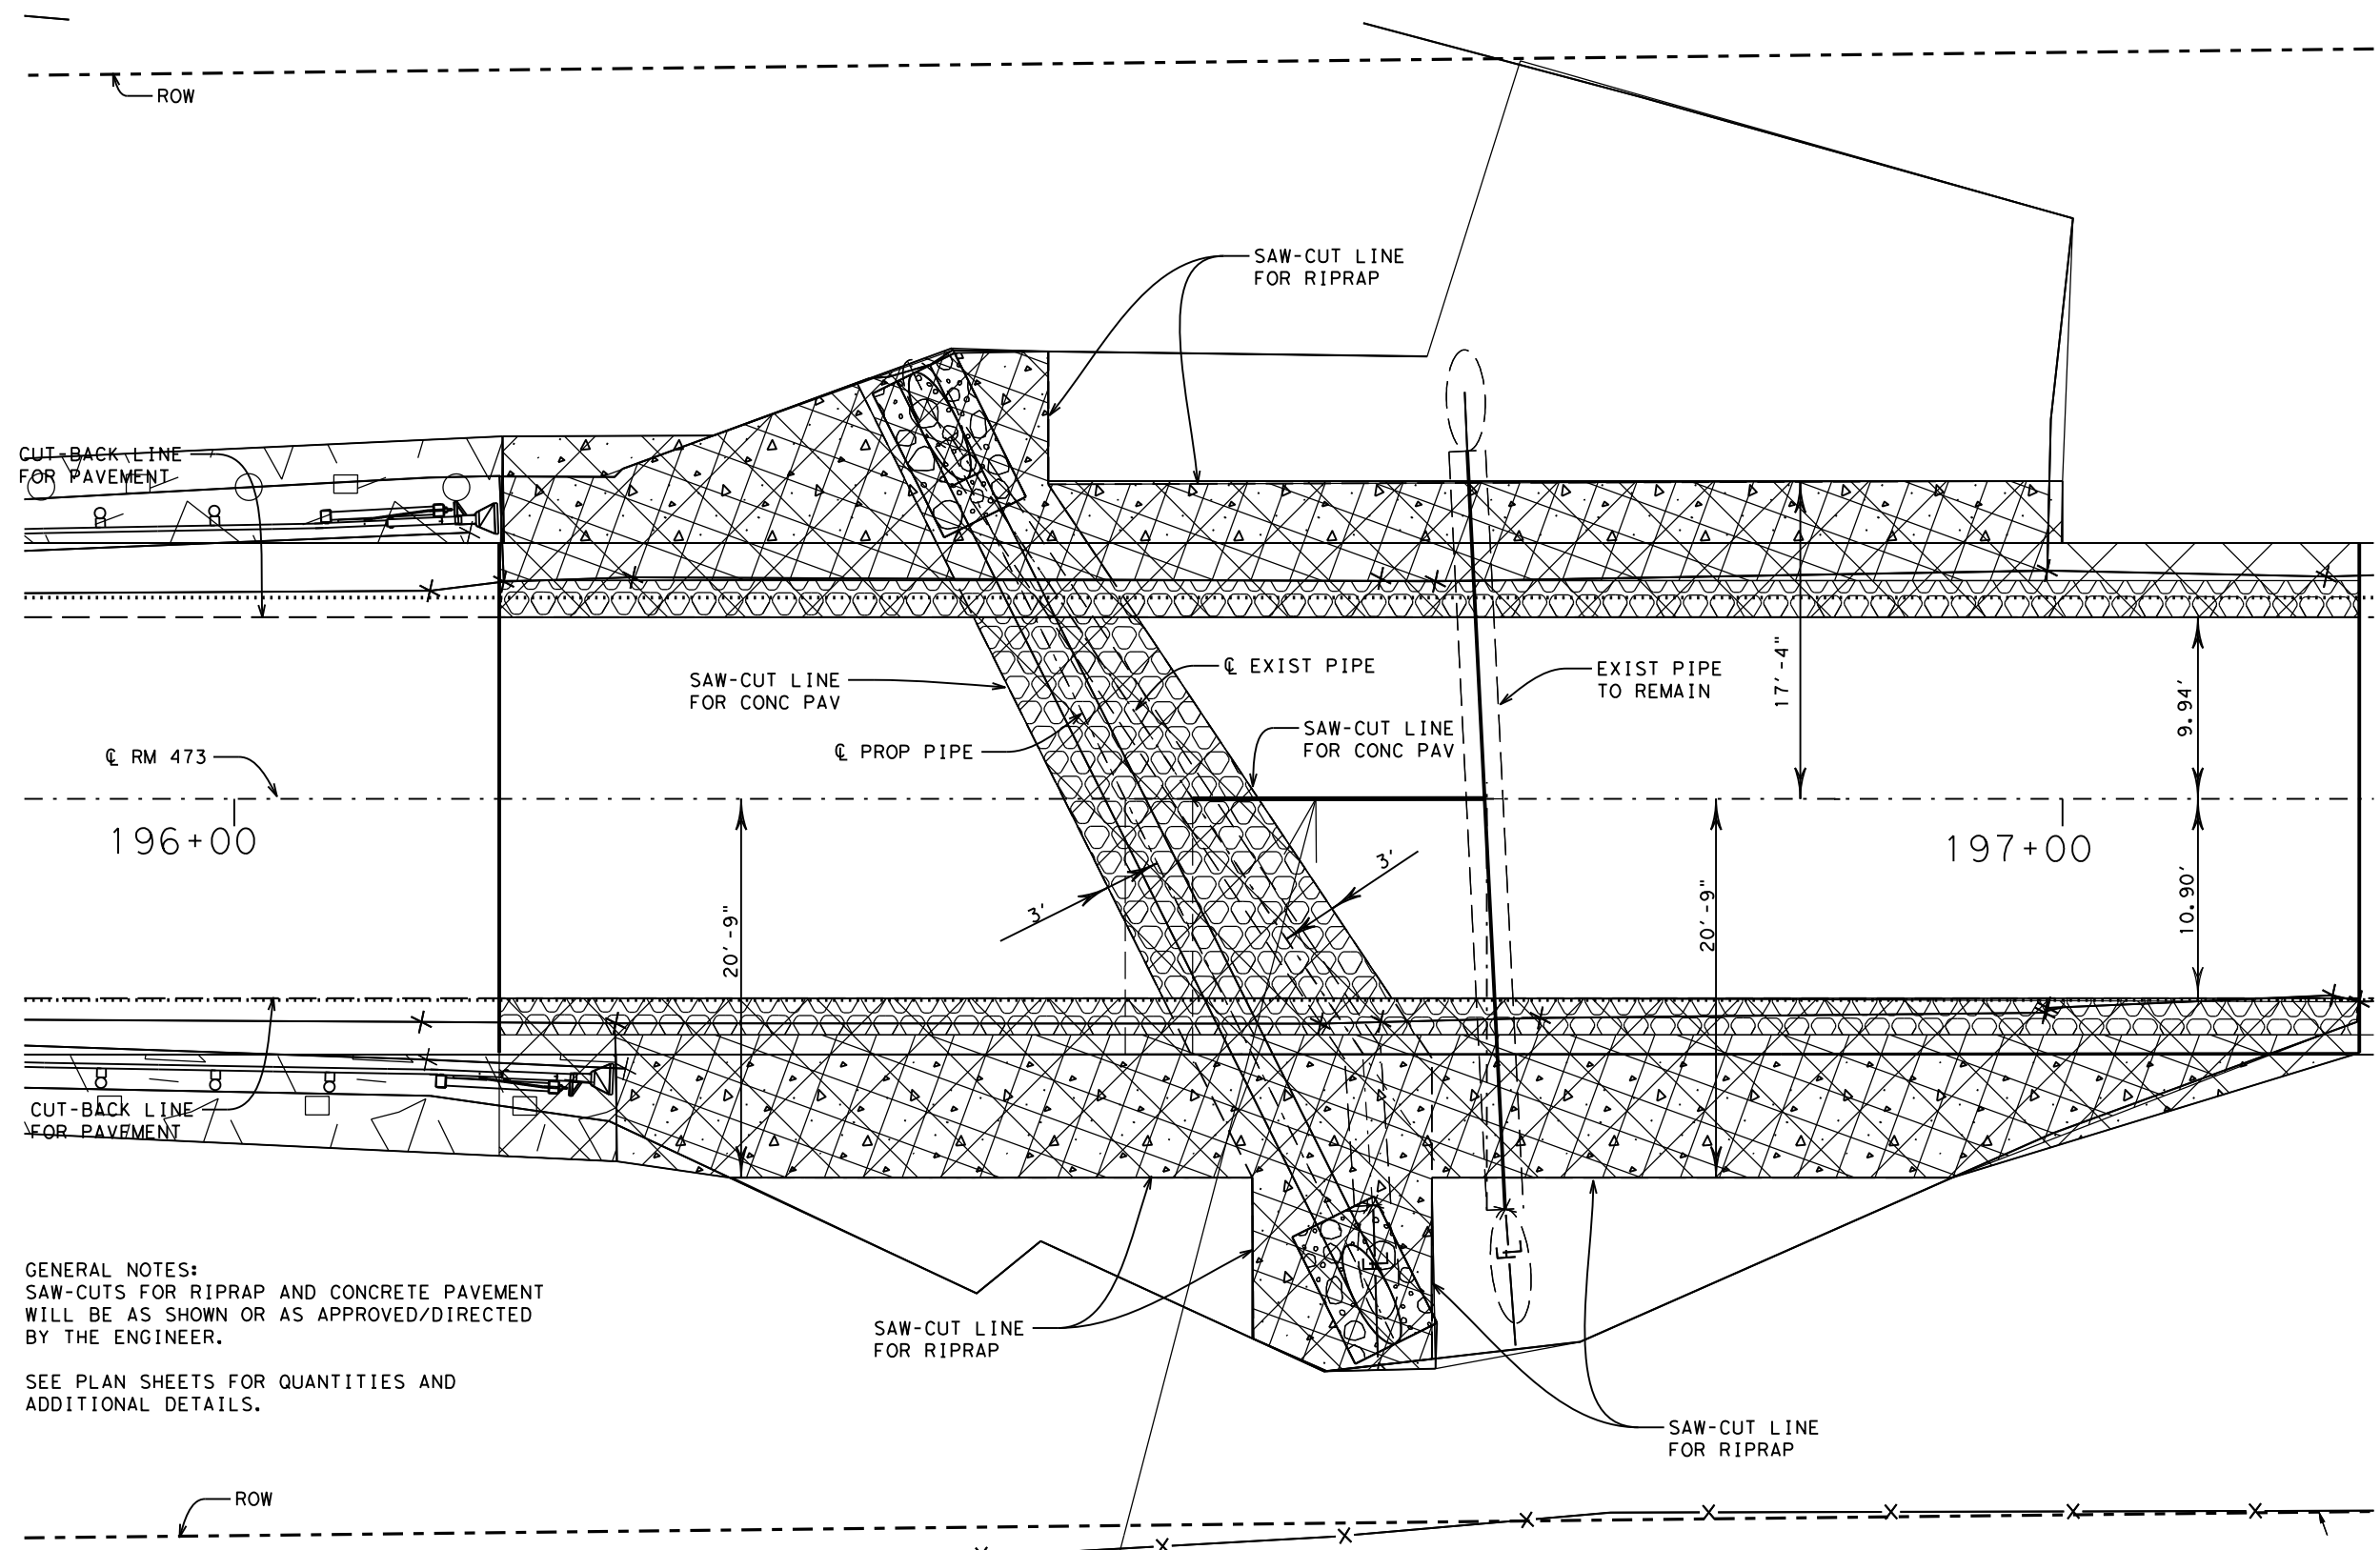 ROW
SAW-CUT LINE
FOR RIPRAP
CUT-BACK LINE
FOR PAVEMENT
SAW-CUT LINE
FOR CONC PAV
℄ EXIST PIPE
EXIST PIPE
TO REMAIN
17'-4"
9.94'
℄ PROP PIPE
SAW-CUT LINE
FOR CONC PAV
℄ RM 473
196+00
197+00
3'
3'
20'-9"
20'-9"
10.90'
CUT-BACK LINE
FOR PAVEMENT
GENERAL NOTES:
SAW-CUTS FOR RIPRAP AND CONCRETE PAVEMENT
WILL BE AS SHOWN OR AS APPROVED/DIRECTED
BY THE ENGINEER.
SEE PLAN SHEETS FOR QUANTITIES AND
ADDITIONAL DETAILS.
SAW-CUT LINE
FOR RIPRAP
SAW-CUT LINE
FOR RIPRAP
ROW